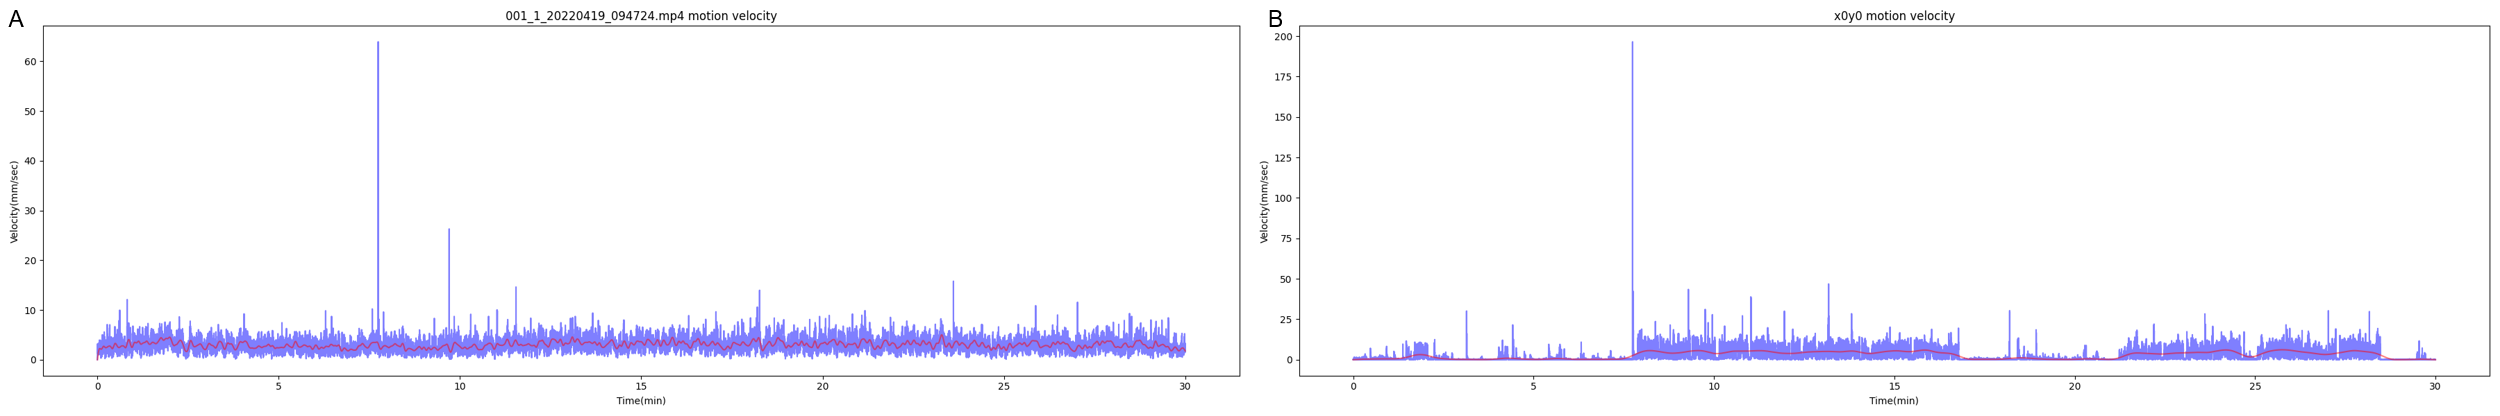 A
001_1_20220419_094724.mp4 motion velocity
60
50
40
30
20
10
0
Velocity(mm/sec)
0 5 10 15 20 25 30
Time(min)
B
x0y0 motion velocity
200
175
150
125
100
75
50
25
0
Velocity(mm/sec)
0 5 10 15 20 25 30
Time(min)